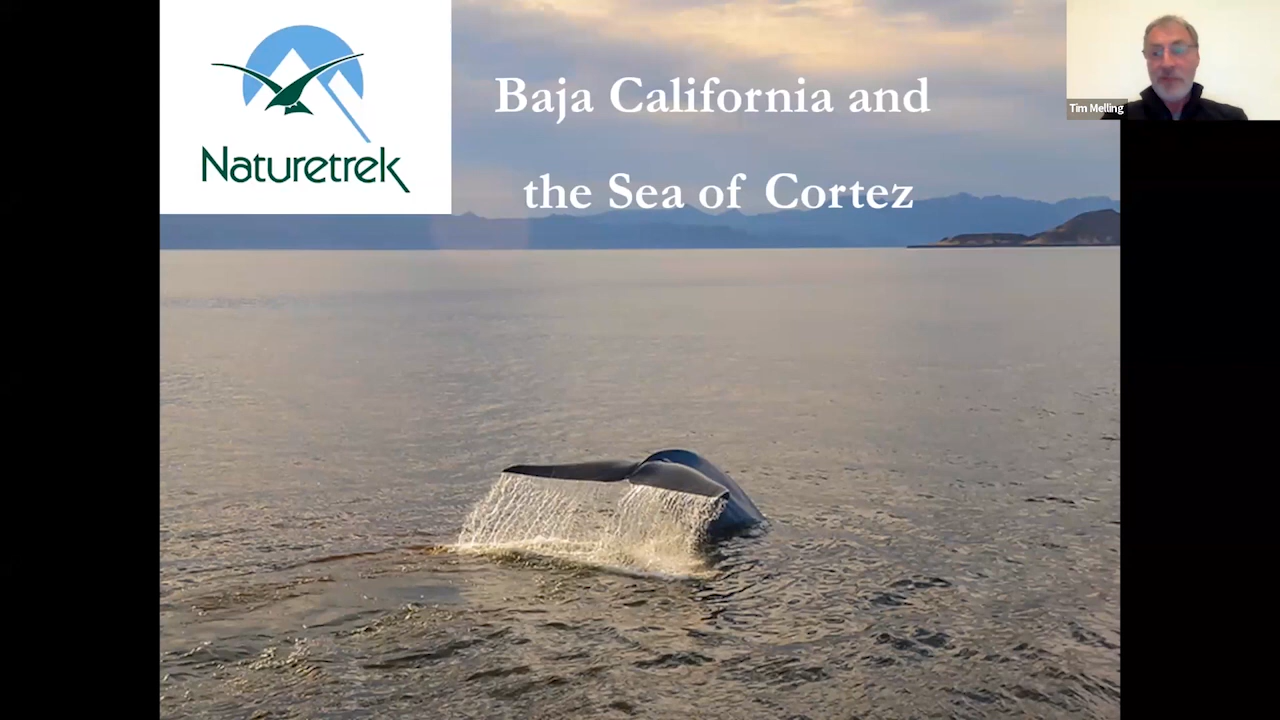 Naturetrek
Baja California and
the Sea of Cortez
Tim Melling